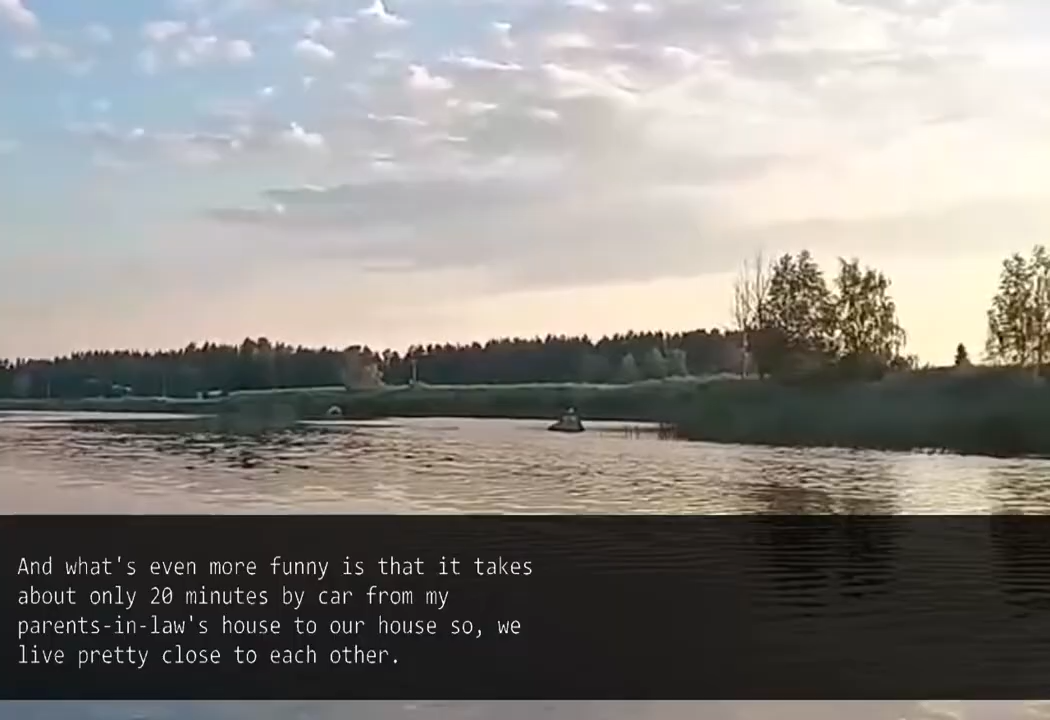 And what's even more funny is that it takes
about only 20 minutes by car from my
parents-in-law's house to our house so, we
live pretty close to each other.